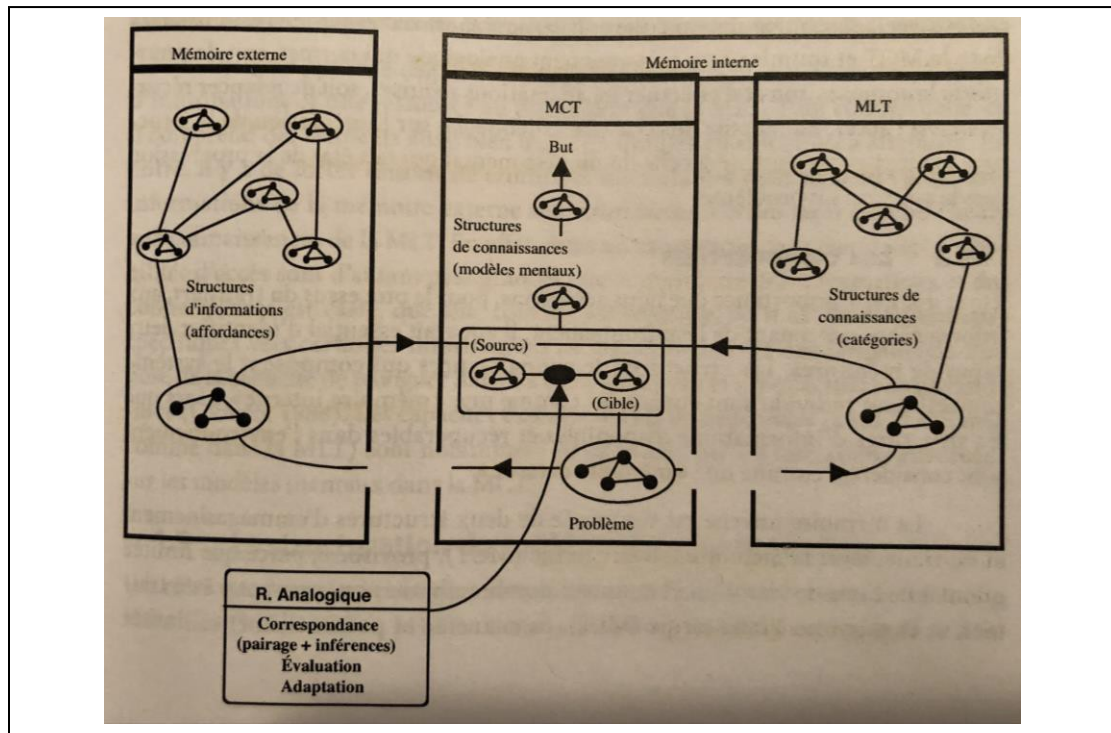 Mémoire externe
Mémoire interne
MCT
MLT
But
Structures
de connaissances
(modèles mentaux)
Structures
d'informations
(affordances)
Structures de
connaissances
(catégories)
(Source)
(Cible)
Problème
R. Analogique
Correspondance
(pairage + inférences)
Évaluation
Adaptation